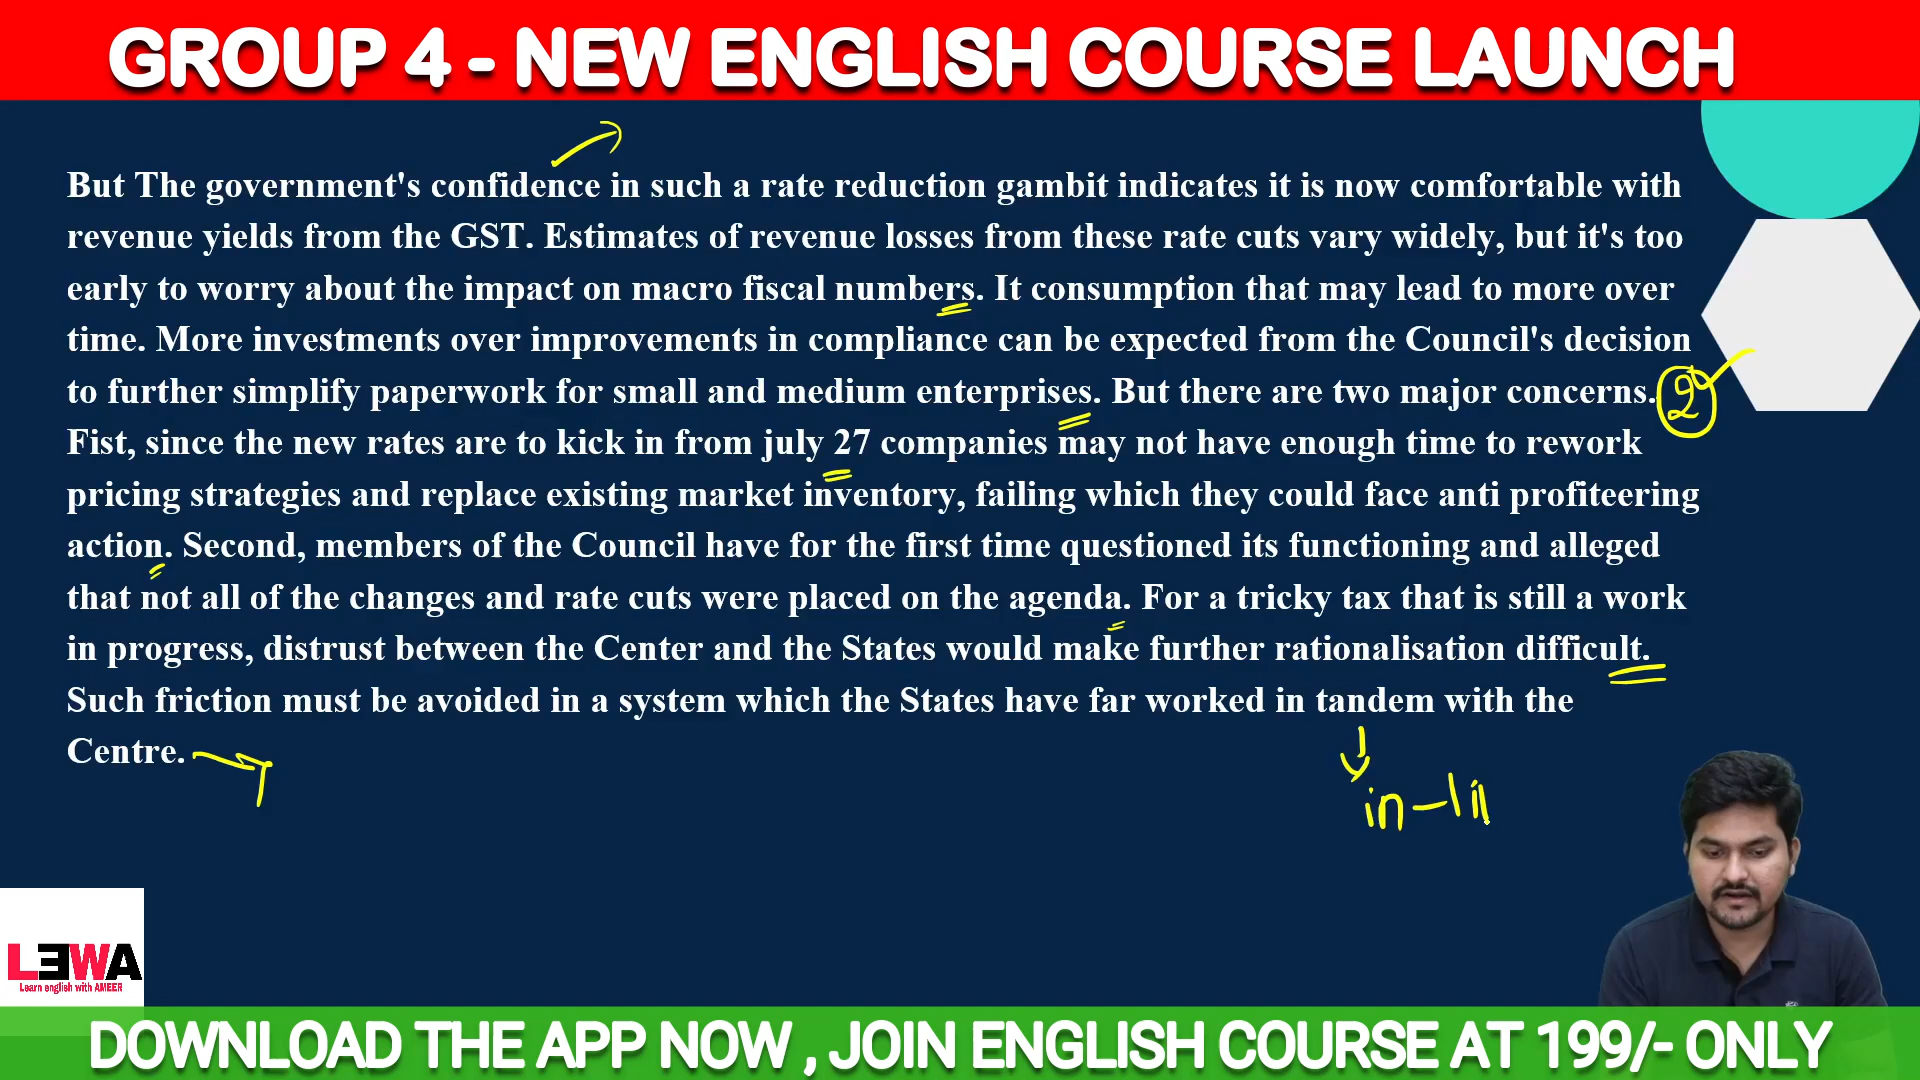 GROUP 4 - NEW ENGLISH COURSE LAUNCH
But The government's confidence in such a rate reduction gambit indicates it is now comfortable with
revenue yields from the GST. Estimates of revenue losses from these rate cuts vary widely, but it's too
early to worry about the impact on macro fiscal numbers. It consumption that may lead to more over
time. More investments over improvements in compliance can be expected from the Council's decision
to further simplify paperwork for small and medium enterprises. But there are two major concerns.
2
Fist, since the new rates are to kick in from july 27 companies may not have enough time to rework
pricing strategies and replace existing market inventory, failing which they could face anti profiteering
action. Second, members of the Council have for the first time questioned its functioning and alleged
that not all of the changes and rate cuts were placed on the agenda. For a tricky tax that is still a work
in progress, distrust between the Center and the States would make further rationalisation difficult.
Such friction must be avoided in a system which the States have far worked in tandem with the
Centre.
in-
LEWA
Learn english with AMEER
DOWNLOAD THE APP NOW , JOIN ENGLISH COURSE AT 199/- ONLY